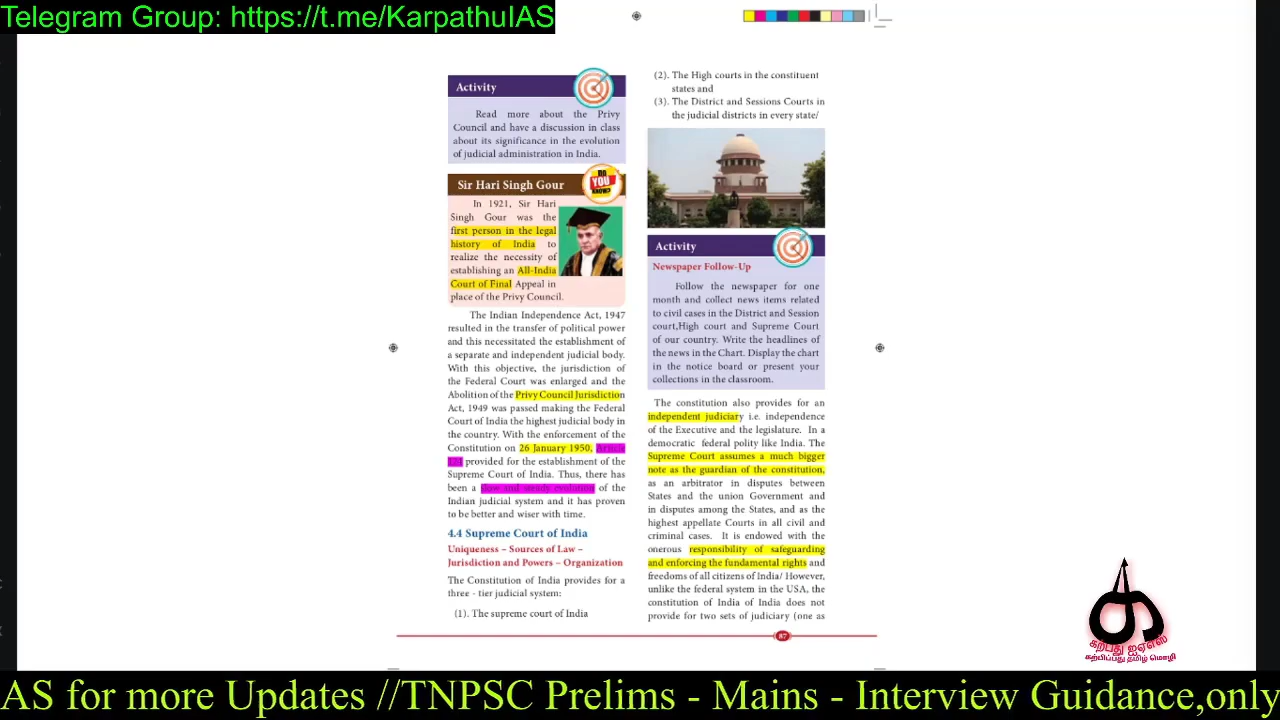 Telegram Group: https://t.me/KarpathuIAS
Activity
Read more about the Privy
Council and have a discussion in class
about its significance in the evolution
of judicial administration in India.
Sir Hari Singh Gour
DO
YOU
KNOW?
In 1921, Sir Hari
Singh Gour was the
first person in the legal
history of India to
realize the necessity of
establishing an All-India
Court of Final Appeal in
place of the Privy Council.
The Indian Independence Act, 1947
resulted in the transfer of political power
and this necessitated the establishment of
a separate and independent judicial body.
With this objective, the jurisdiction of
the Federal Court was enlarged and the
Abolition of the Privy Council Jurisdiction
Act, 1949 was passed making the Federal
Court of India the highest judicial body in
the country. With the enforcement of the
Constitution on 26 January 1950, Article
provided for the establishment of the
Supreme Court of India. Thus, there has
been a slow and steady evolution of the
Indian judicial system and it has proven
to be better and wiser with time.
4.4 Supreme Court of India
Uniqueness – Sources of Law –
Jurisdiction and Powers – Organization
The Constitution of India provides for a
three - tier judicial system:
(1). The supreme court of India
(2). The High courts in the constituent
states and
(3). The District and Sessions Courts in
the judicial districts in every state/
Activity
Newspaper Follow-Up
Follow the newspaper for one
month and collect news items related
to civil cases in the District and Session
court,High court and Supreme Court
of our country. Write the headlines of
the news in the Chart. Display the chart
in the notice board or present your
collections in the classroom.
The constitution also provides for an
independent judiciary i.e. independence
of the Executive and the legislature. In a
democratic federal polity like India. The
Supreme Court assumes a much bigger
note as the guardian of the constitution,
as an arbitrator in disputes between
States and the union Government and
in disputes among the States, and as the
highest appellate Courts in all civil and
criminal cases. It is endowed with the
onerous responsibility of safeguarding
and enforcing the fundamental rights and
freedoms of all citizens of India/ However,
unlike the federal system in the USA, the
constitution of India of India does not
provide for two sets of judiciary (one as
87
க
கற்பது ஐஏஎஸ்
கற்விப்பது தமிழ் மொழி
AS for more Updates //TNPSC Prelims - Mains - Interview Guidance,only